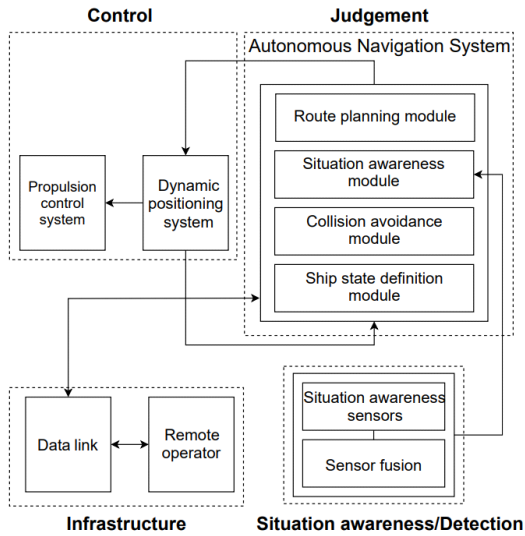 Control
Judgement
Autonomous Navigation System
Route planning module
Situation awareness
module
Collision avoidance
module
Ship state definition
module
Propulsion
control
system
Dynamic
positioning
system
Data link
Remote
operator
Situation awareness
sensors
Sensor fusion
Infrastructure
Situation awareness/Detection